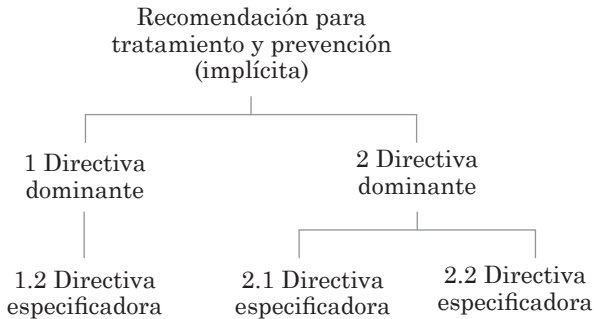 Recomendación para
tratamiento y prevención
(implícita)
1 Directiva
dominante
2 Directiva
dominante
1.2 Directiva
especificadora
2.1 Directiva
especificadora
2.2 Directiva
especificadora